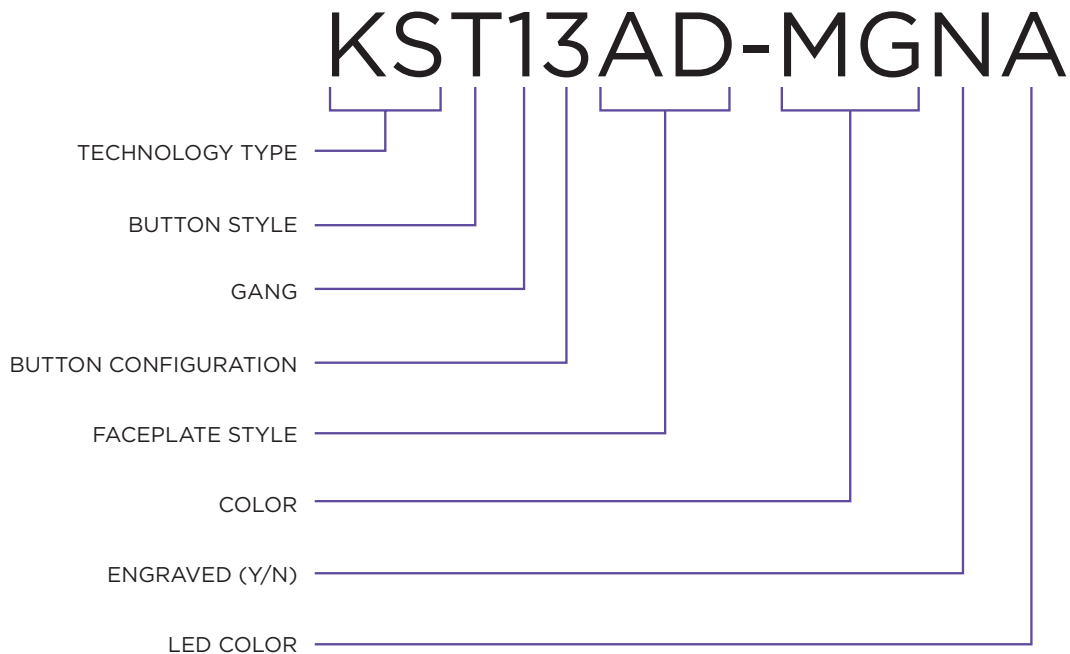 KST13AD-MGNA
TECHNOLOGY TYPE
BUTTON STYLE
GANG
BUTTON CONFIGURATION
FACEPLATE STYLE
COLOR
ENGRAVED (Y/N)
LED COLOR